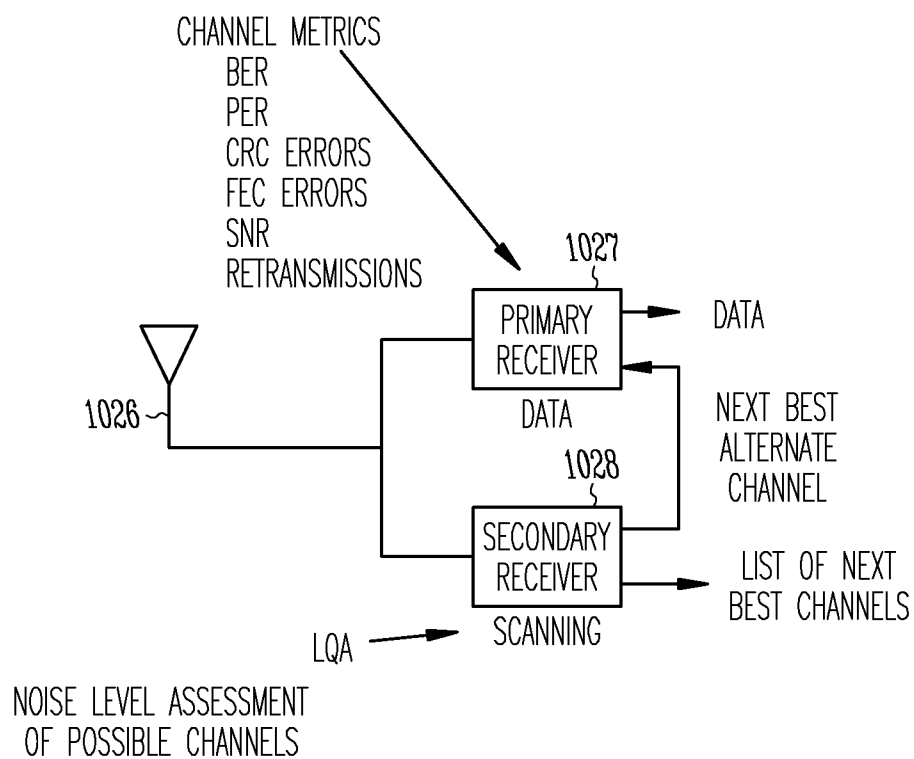 CHANNEL METRICS
BER
PER
CRC ERRORS
FEC ERRORS
SNR
RETRANSMISSIONS
1027
PRIMARY
RECEIVER
DATA
DATA
1026
NEXT BEST
ALTERNATE
CHANNEL
1028
SECONDARY
RECEIVER
SCANNING
LIST OF NEXT
BEST CHANNELS
LQA
NOISE LEVEL ASSESSMENT
OF POSSIBLE CHANNELS